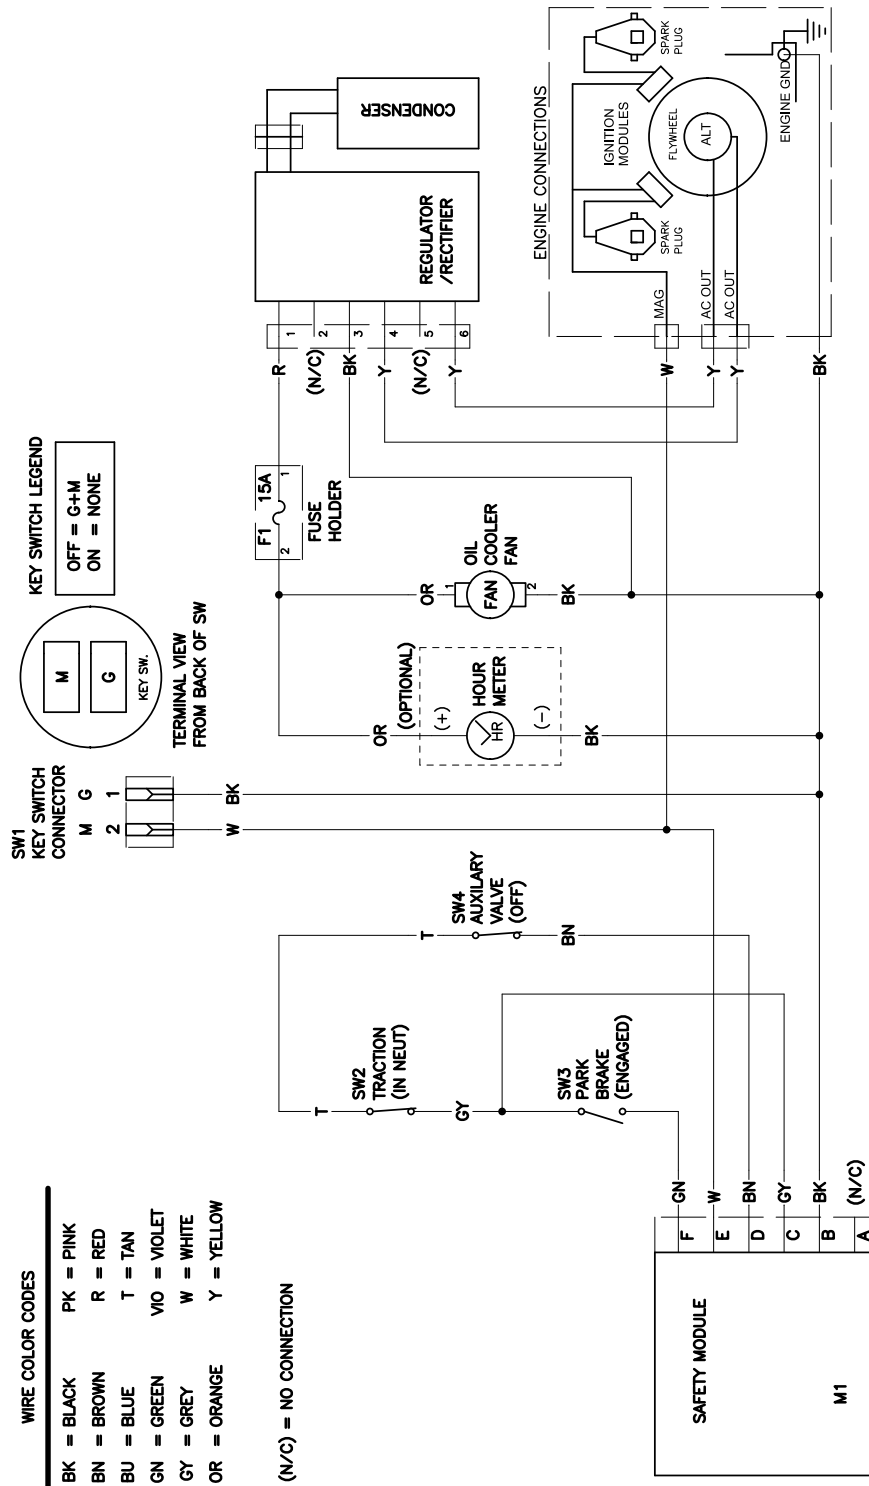 WIRE COLOR CODES
BK = BLACK
BN = BROWN
BU = BLUE
GN = GREEN
GY = GREY
OR = ORANGE
PK = PINK
R = RED
T = TAN
VIO = VIOLET
W = WHITE
Y = YELLOW
(N/C) = NO CONNECTION
SW1
KEY SWITCH
CONNECTOR
M G
2 1
W
BK
KEY SWITCH LEGEND
OFF = G+M
ON = NONE
M
G
KEY SW.
TERMINAL VIEW
FROM BACK OF SW
T
SW2
TRACTION
(IN NEUT)
GY
SW3
PARK
BRAKE
(ENGAGED)
T
SW4
AUXILARY
VALVE
(OFF)
BN
OR
(OPTIONAL)
(+)
HR
HOUR
METER
(-)
BK
OR
1
FAN
2
OIL
COOLER
FAN
BK
F1 15A
2 1
FUSE
HOLDER
R
(N/C)
BK
Y
(N/C)
Y
1
2
3
4
5
6
REGULATOR
/RECTIFIER
CONDENSER
ENGINE CONNECTIONS
W
Y
Y
BK
MAG
AC OUT
AC OUT
SPARK
PLUG
IGNITION
MODULES
FLYWHEEL
ALT
SPARK
PLUG
ENGINE GND
GN
W
BN
GY
BK
(N/C)
F
E
D
C
B
A
SAFETY MODULE
M1